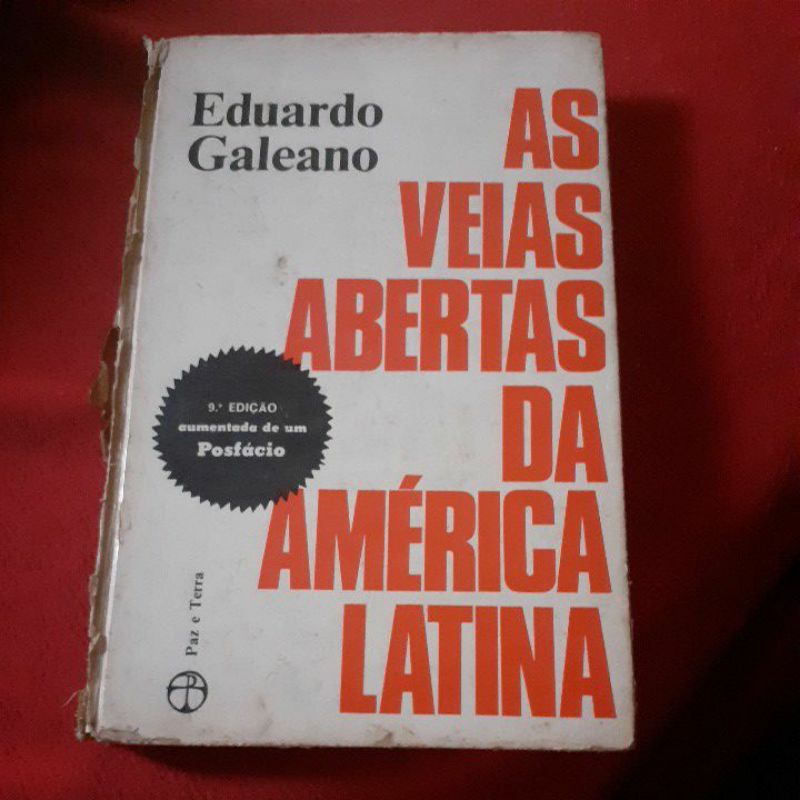 Eduardo
Galeano
AS
VEIAS
ABERTAS
DA
AMÉRICA
LATINA
9.ª EDIÇÃO
aumentada de um
Posfácio
Paz e Terra